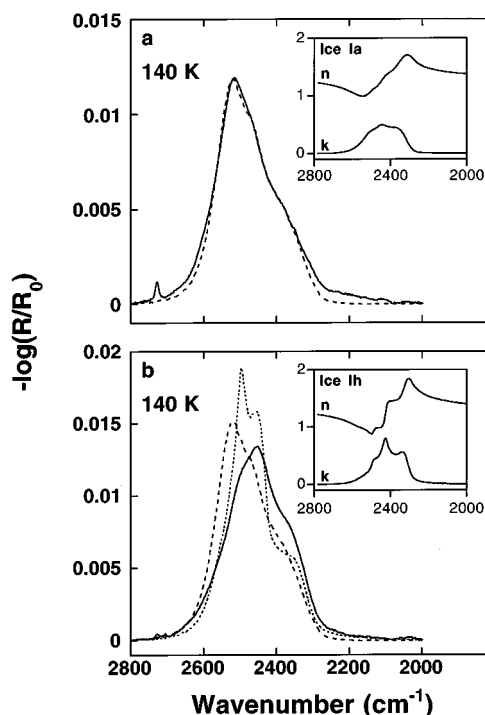 0.015
a
140 K
0.01
0.005
0
Ice Ia
2
n
1
k
0
2800 2400 2000
-log(R/R0)
0.02
b
140 K
0.015
0.01
0.005
0
Ice Ih
2
n
1
k
0
2800 2400 2000
2800 2600 2400 2200 2000
Wavenumber (cm-1)